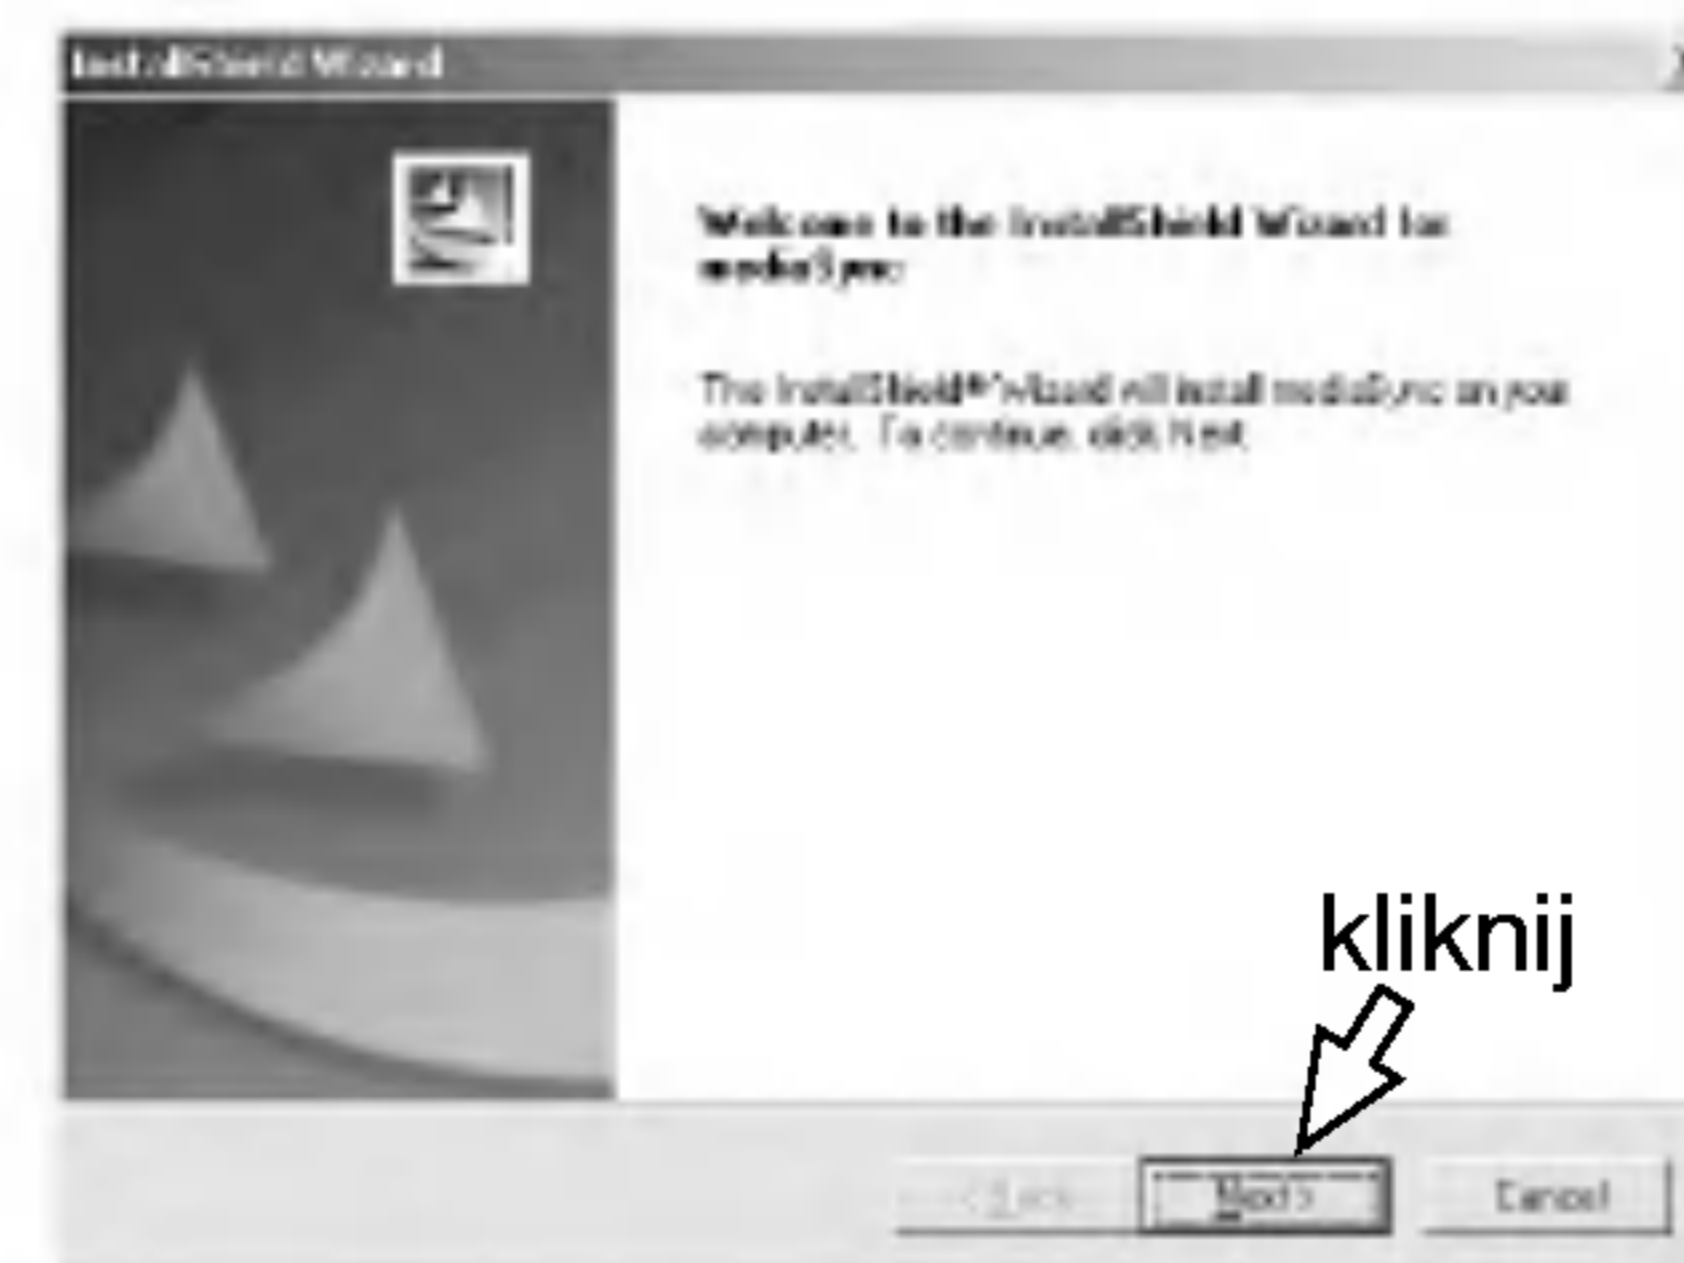 InstallShield Wizard
Welcome to the InstallShield Wizard for
mediaSync
The InstallShield® Wizard will install mediaSync on your
computer. To continue, click Next.
kliknij
< Back
Next >
Cancel